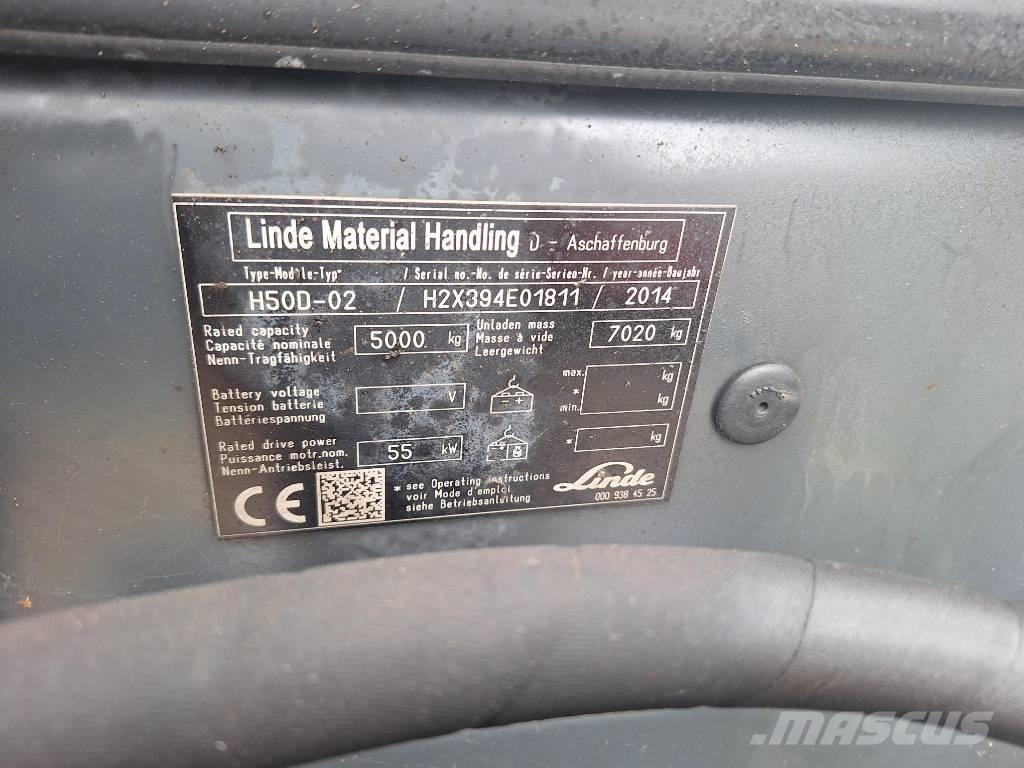 Linde Material Handling D - Aschaffenburg
Type-Modèle-Typ / Serial no.-No. de série-Serien-Nr. / year-année-Baujahr
H50D-02 / H2X394E01811 / 2014
Rated capacity
Capacité nominale
Nenn-Tragfähigkeit
5000 kg
Unladen mass
Masse à vide
Leergewicht
7020 kg
Battery voltage
Tension batterie
Batteriespannung
V
max. kg
*
min. kg
Rated drive power
Puissance motr.nom.
Nenn-Antriebsleist.
55 kW
* - kg
CE
* see Operating instructions
voir Mode d'emploi
siehe Betriebsanleitung
Linde
000 938 45 25
MASCUS